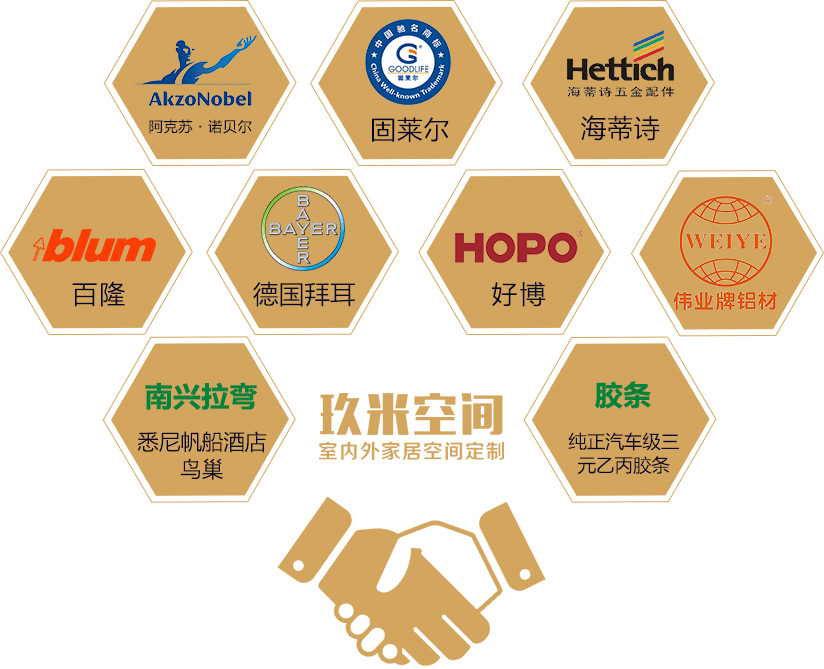 AkzoNobel
阿克苏·诺贝尔
中国驰名商标
G
GOODLIFE
固莱尔
China Well-known Trademark
固莱尔
Hettich
海蒂诗五金配件
海蒂诗
blum
百隆
BAYER
BAYER
德国拜耳
HOPO®
好博
WEIYE®
伟业牌铝材
南兴拉弯
悉尼帆船酒店
鸟巢
玖米空间
室内外家居空间定制
胶条
纯正汽车级三
元乙丙胶条